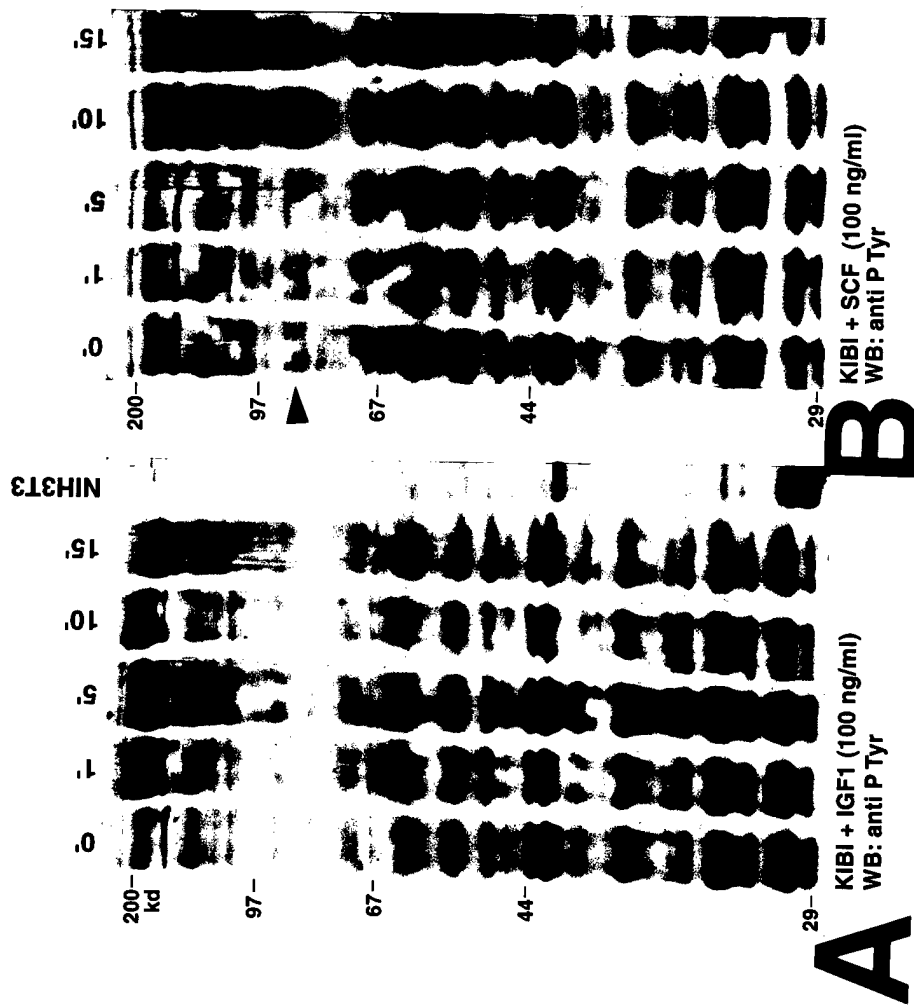 A
200–
kd
97–
67–
44–
29–
0'
1'
5'
10'
15'
NIH3T3
KIBI + IGF1 (100 ng/ml)
WB: anti P Tyr
B
200–
97–
67–
44–
29–
0'
1'
5'
10'
15'
KIBI + SCF (100 ng/ml)
WB: anti P Tyr